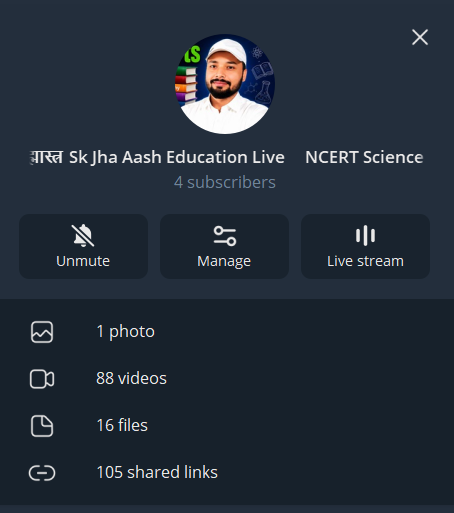 Sk Jha Aash Education Live NCERT Science
4 subscribers
Unmute
Manage
Live stream
1 photo
88 videos
16 files
105 shared links